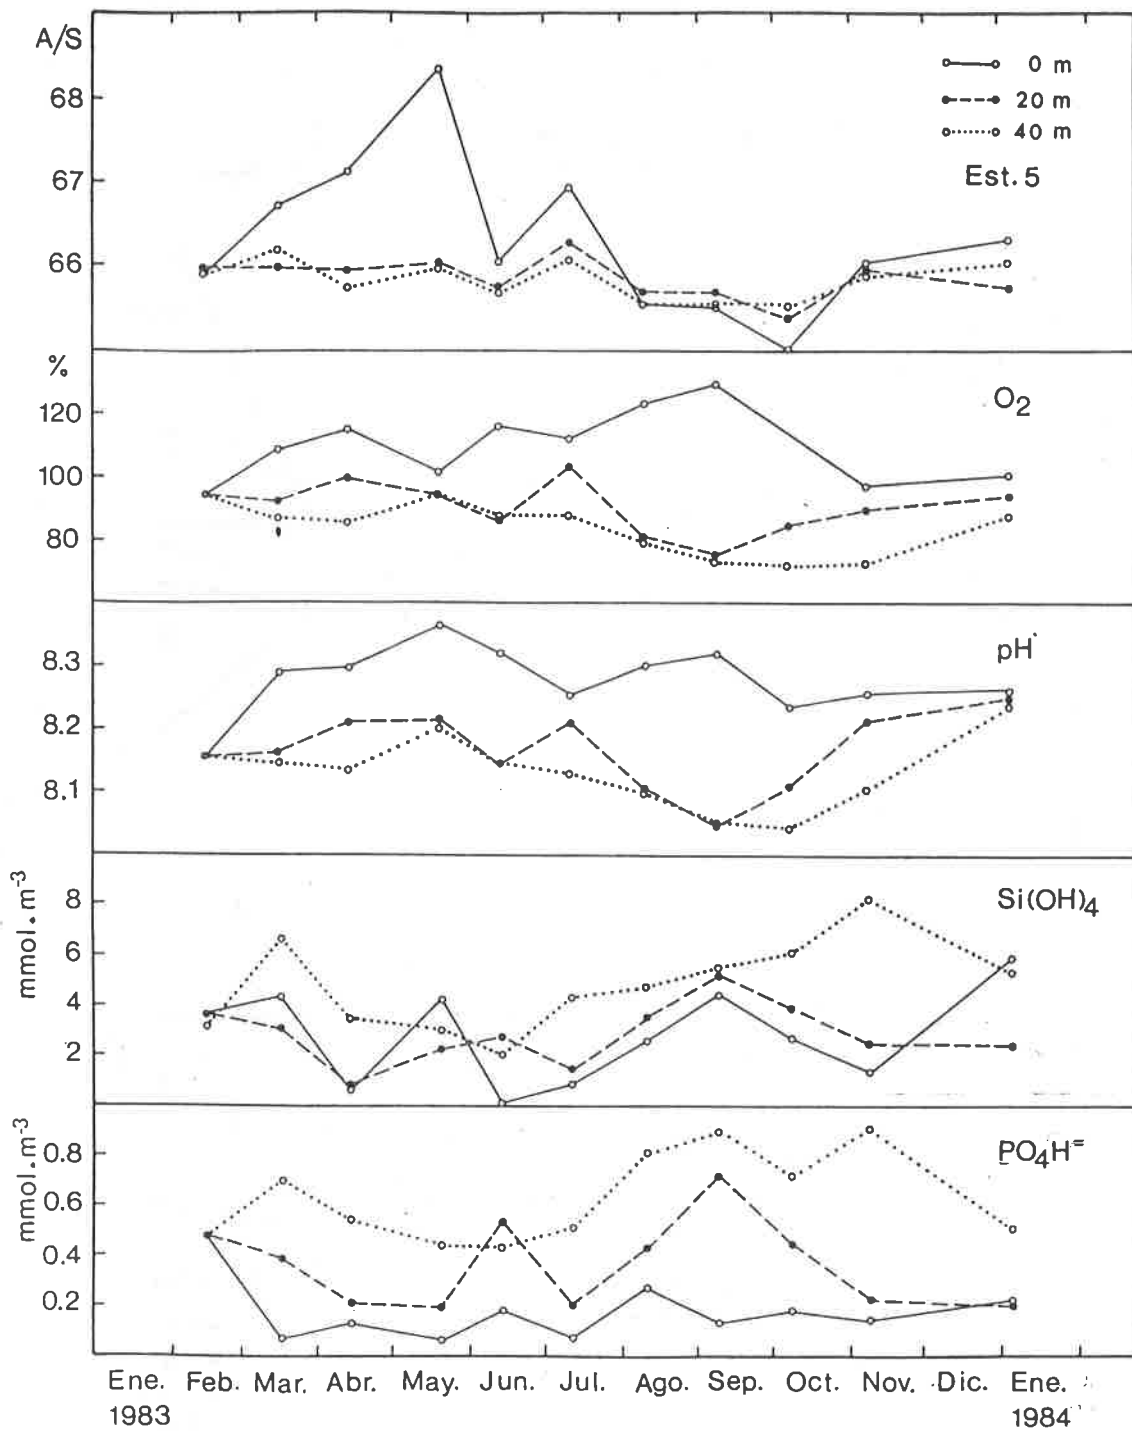 A/S
68
67
66
0 m
20 m
40 m
Est. 5
%
120
100
80
O₂
8.3
8.2
8.1
pH
mmol.m⁻³
8
6
4
2
Si(OH)₄
mmol.m⁻³
0.8
0.6
0.4
0.2
PO₄H⁼
Ene. Feb. Mar. Abr. May. Jun. Jul. Ago. Sep. Oct. Nov. Dic. Ene.
1983 1984